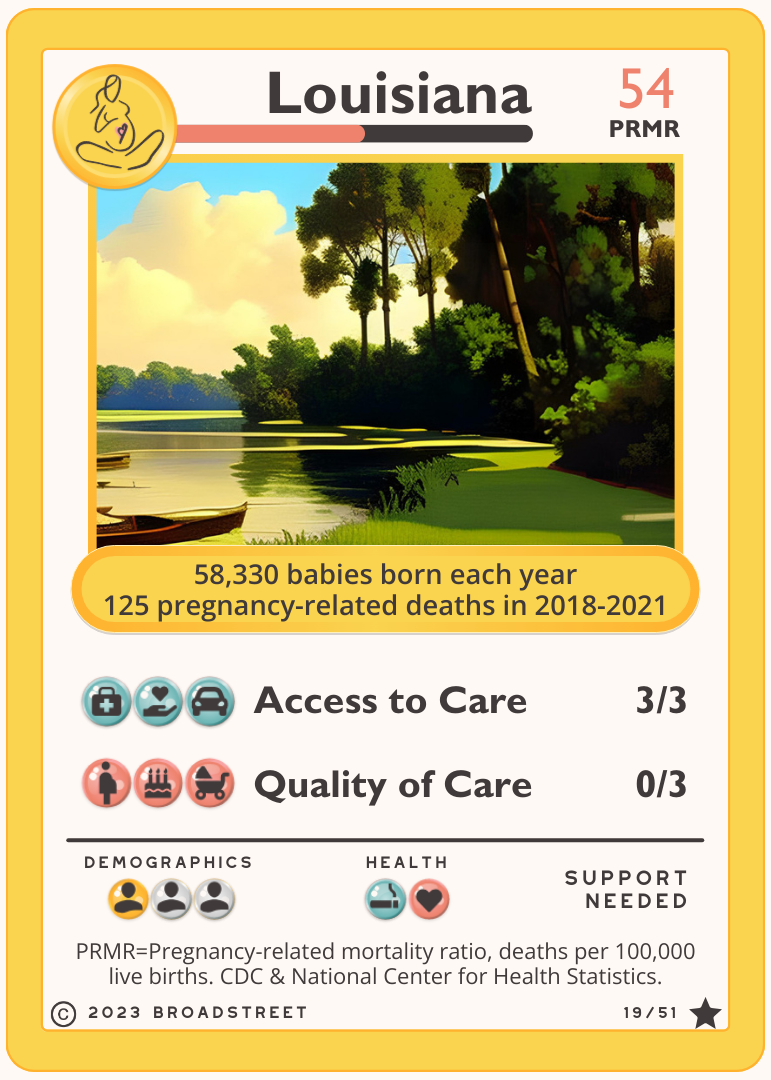 Louisiana
54
PRMR
58,330 babies born each year
125 pregnancy-related deaths in 2018-2021
Access to Care 3/3
Quality of Care 0/3
DEMOGRAPHICS
HEALTH
SUPPORT
NEEDED
PRMR=Pregnancy-related mortality ratio, deaths per 100,000
live births. CDC & National Center for Health Statistics.
© 2023 BROADSTREET 19/51